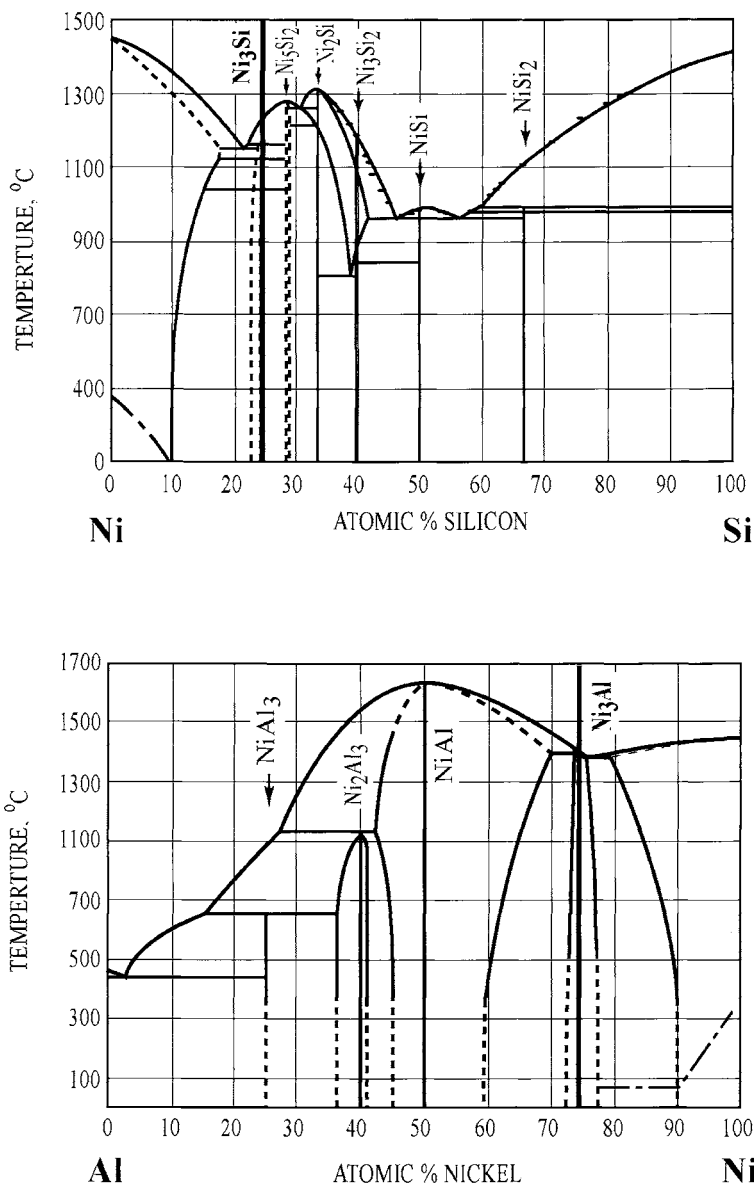 1500
1300
1100
900
700
400
0
TEMPERTURE, °C
Ni₃Si
Ni₅Si₂
Ni₂Si
Ni₃Si₂
NiSi
NiSi₂
0 10 20 30 40 50 60 70 80 90 100
Ni
ATOMIC % SILICON
Si
1700
1500
1300
1100
700
500
300
100
TEMPERTURE, °C
NiAl₃
Ni₂Al₃
NiAl
Ni₃Al
0 10 20 30 40 50 60 70 80 90 100
Al
ATOMIC % NICKEL
Ni